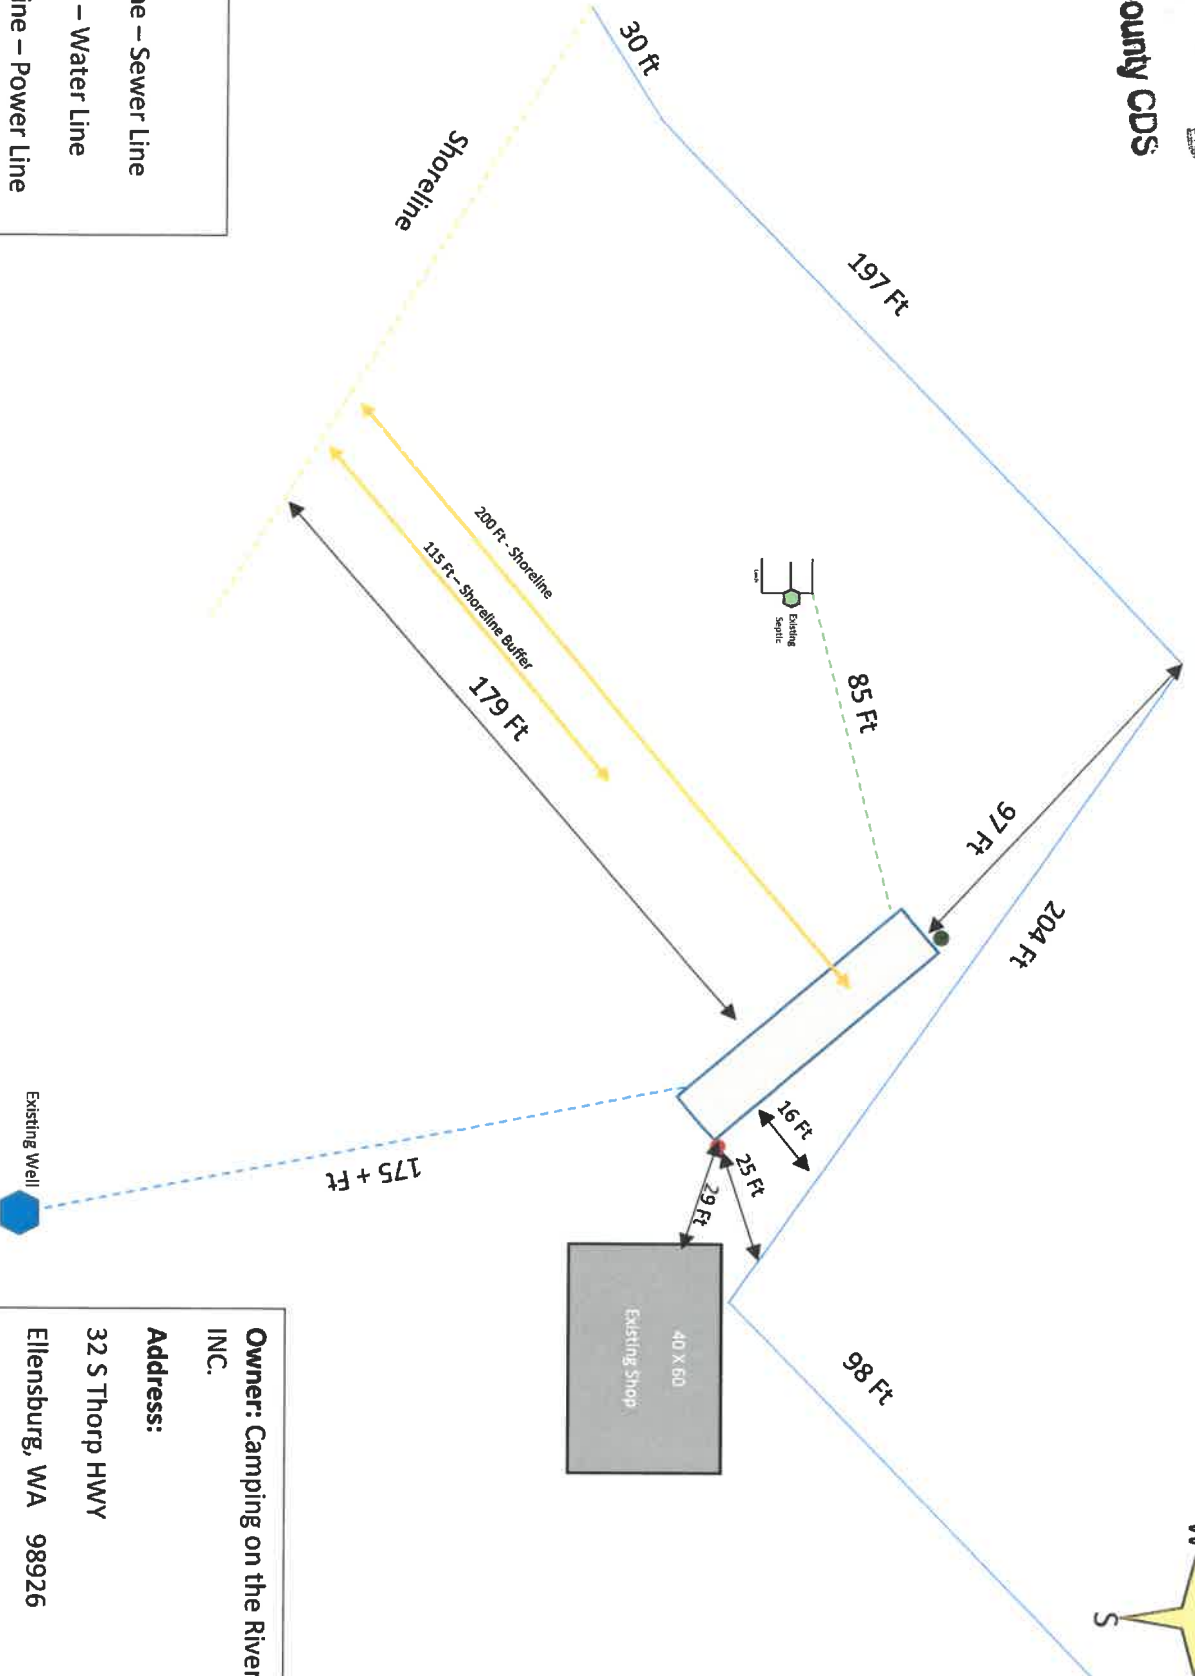 ounty CDS
ne – Sewer Line
– Water Line
ine – Power Line
30 ft
Shoreline
197 Ft
200 Ft - Shoreline
115 Ft – Shoreline Buffer
179 Ft
Existing
Septic
85 Ft
97 Ft
204 Ft
16 Ft
25 Ft
29 Ft
175 + Ft
Existing Well
40 X 60
Existing Shop
98 Ft
S
Owner: Camping on the River
INC.
Address:
32 S Thorp HWY
Ellensburg, WA 98926